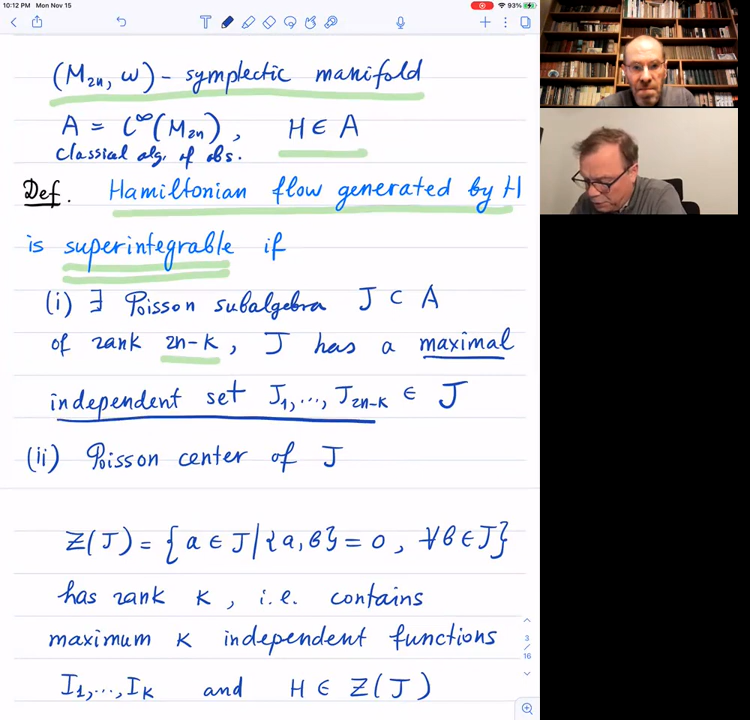 10:12 PM Mon Nov 15
93%
(M₂ₙ, ω) - symplectic manifold
A = C^∞(M₂ₙ), H ∈ A
classical alg. of obs.
Def. Hamiltonian flow generated by H
is superintegrable if
(i) ∃ Poisson subalgebra J ⊂ A
of rank 2n-k, J has a maximal
independent set J₁,..., J₂ₙ₋ₖ ∈ J
(ii) Poisson center of J
Z(J) = {a ∈ J | {a, b} = 0, ∀b ∈ J}
has rank k, i.e. contains
maximum k independent functions
I₁,..., Iₖ and H ∈ Z(J)
3
/
16